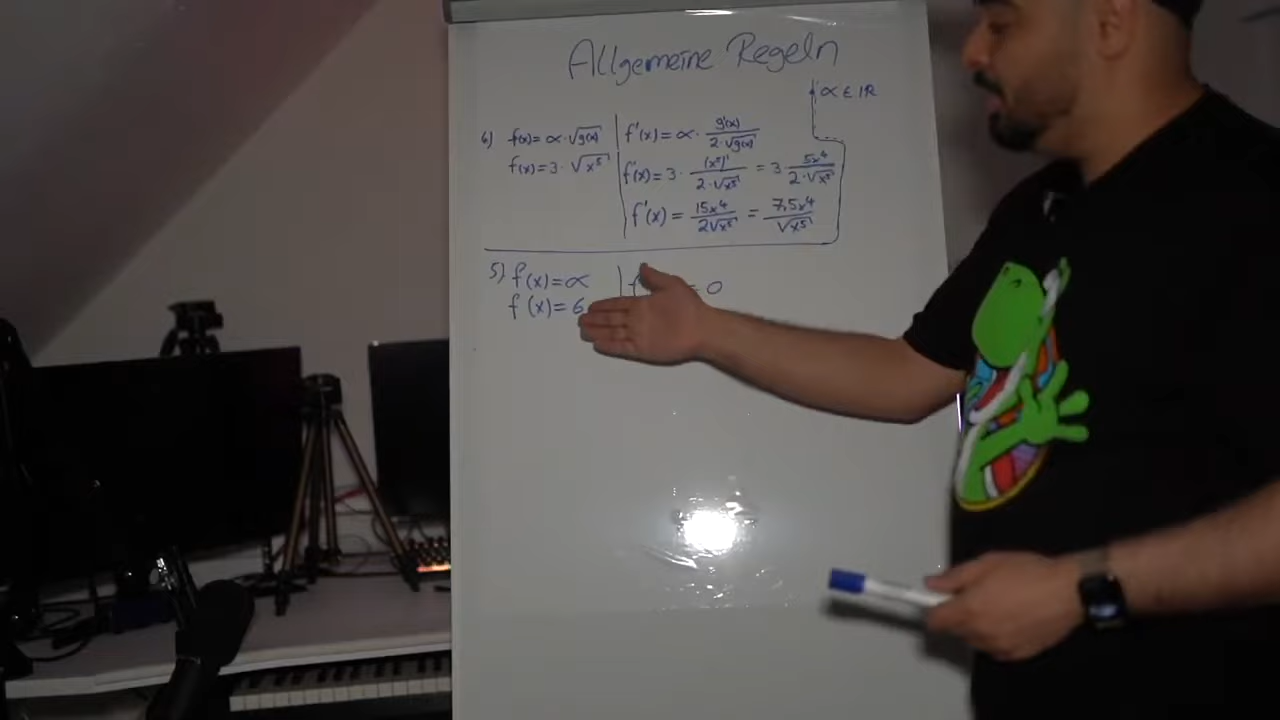 Allgemeine Regeln
α ∈ ℝ
6) f(x) = α · √g(x) | f'(x) = α · g'(x) / 2·√g(x)
f(x) = 3 · √x⁵ | f'(x) = 3 · (x⁵)' / 2·√x⁵ = 3 · 5x⁴ / 2·√x⁵
f'(x) = 15x⁴ / 2√x⁵ = 7,5x⁴ / √x⁵
5) f(x) = α | = 0
f(x) = 6